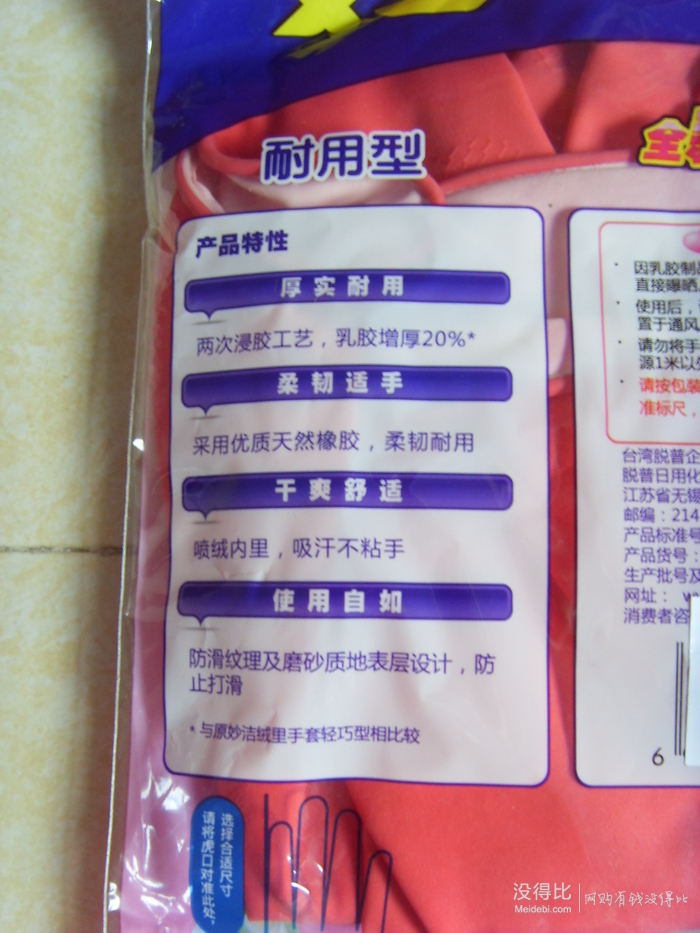 耐用型
产品特性
厚实耐用
两次浸胶工艺，乳胶增厚20%*
柔韧适手
采用优质天然橡胶，柔韧耐用
干爽舒适
喷绒内里，吸汗不粘手
使用自如
防滑纹理及磨砂质地表层设计，防
止打滑
*与原妙洁绒里手套轻巧型相比较
全
· 因乳胶制
直接曝晒
· 使用后，
置于通风
· 请勿将手
源1米以
· 请按包装
准标尺，
台湾脱普企
脱普日用化
江苏省无锡
邮编：214
产品标准号
产品货号：
生产批号及
网址：
消费者咨
6
选择合适尺寸
请将虎口对准此处。
没得比
Meidebi.com
网购有钱没得比